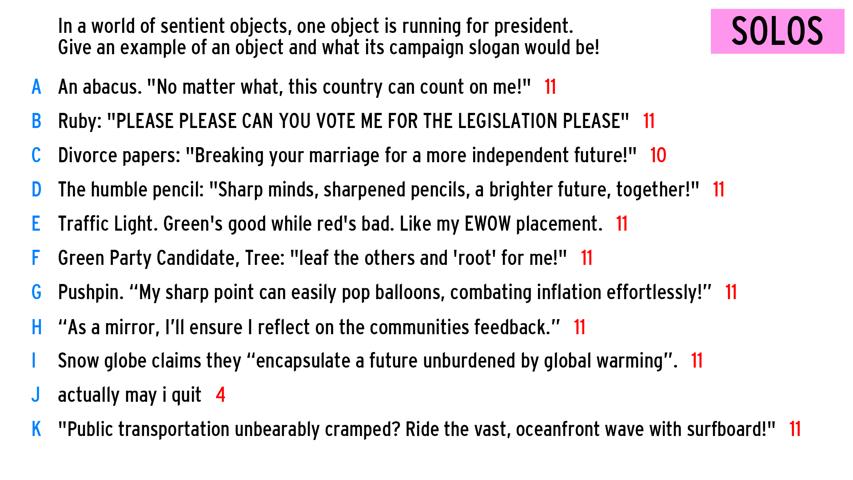 In a world of sentient objects, one object is running for president.
Give an example of an object and what its campaign slogan would be!
SOLOS
A An abacus. "No matter what, this country can count on me!" 11
B Ruby: "PLEASE PLEASE CAN YOU VOTE ME FOR THE LEGISLATION PLEASE" 11
C Divorce papers: "Breaking your marriage for a more independent future!" 10
D The humble pencil: "Sharp minds, sharpened pencils, a brighter future, together!" 11
E Traffic Light. Green's good while red's bad. Like my EWOW placement. 11
F Green Party Candidate, Tree: "leaf the others and 'root' for me!" 11
G Pushpin. “My sharp point can easily pop balloons, combating inflation effortlessly!” 11
H “As a mirror, I’ll ensure I reflect on the communities feedback.” 11
I Snow globe claims they “encapsulate a future unburdened by global warming”. 11
J actually may i quit 4
K "Public transportation unbearably cramped? Ride the vast, oceanfront wave with surfboard!" 11